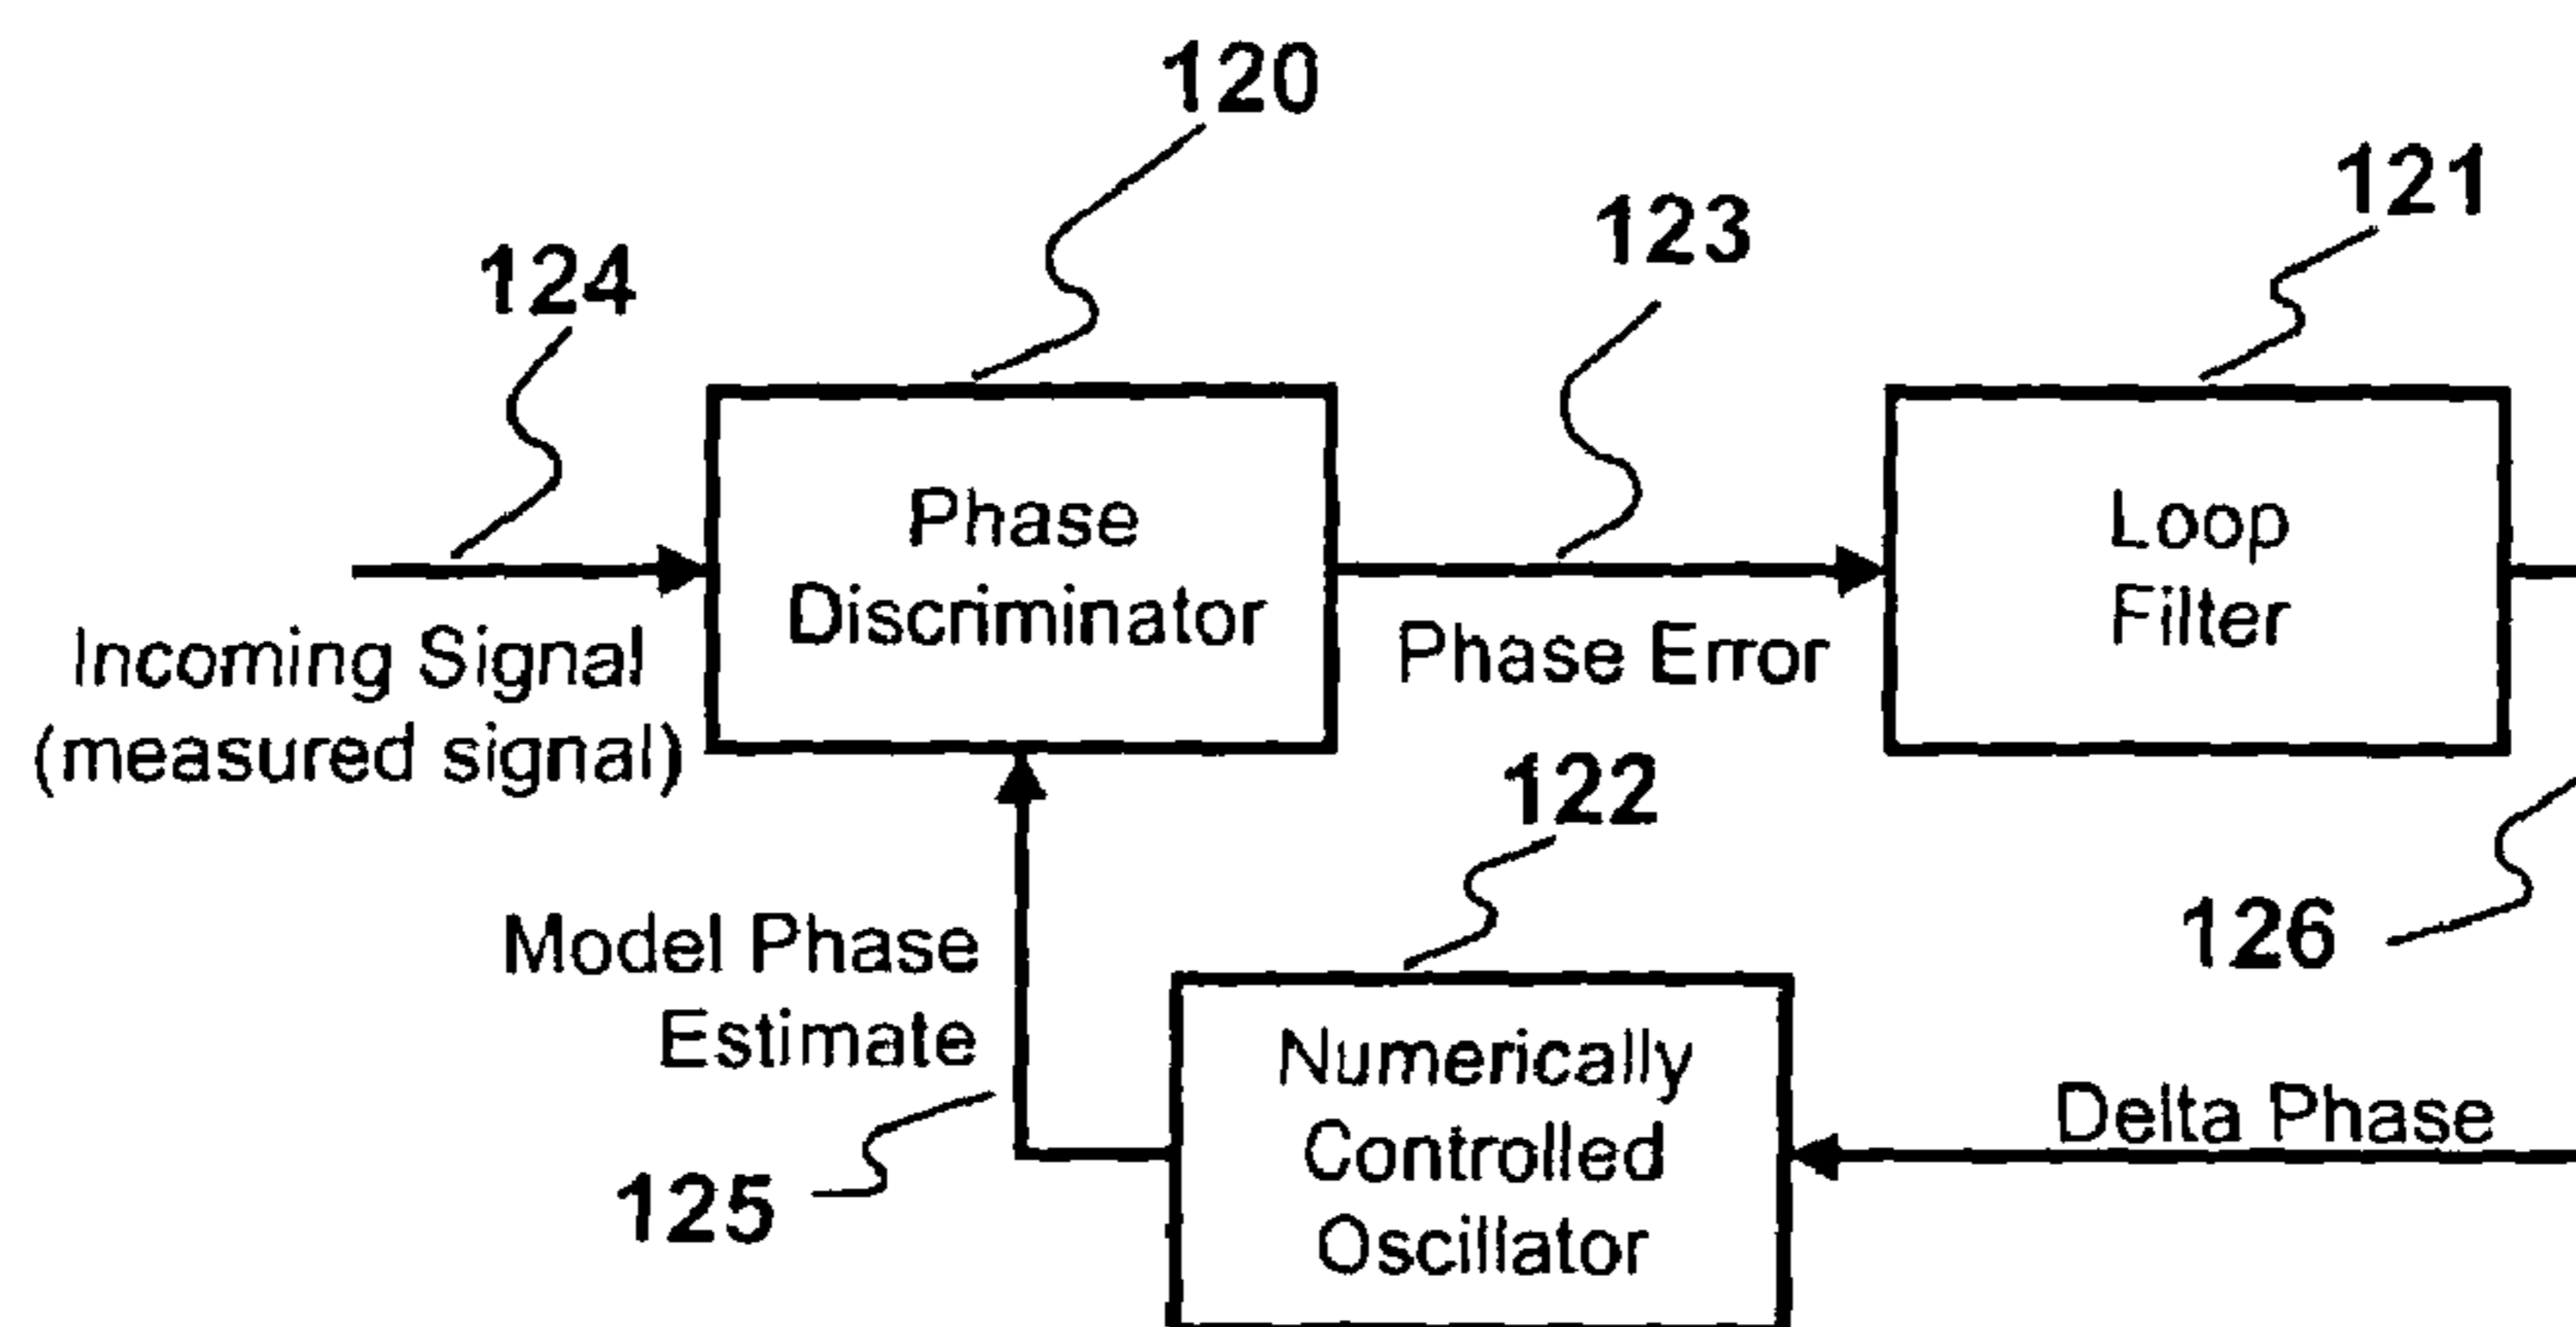 120
121
123
124
Phase
Discriminator
Loop
Filter
Incoming Signal
(measured signal)
Phase Error
122
126
Model Phase
Estimate
125
Numerically
Controlled
Oscillator
Delta Phase